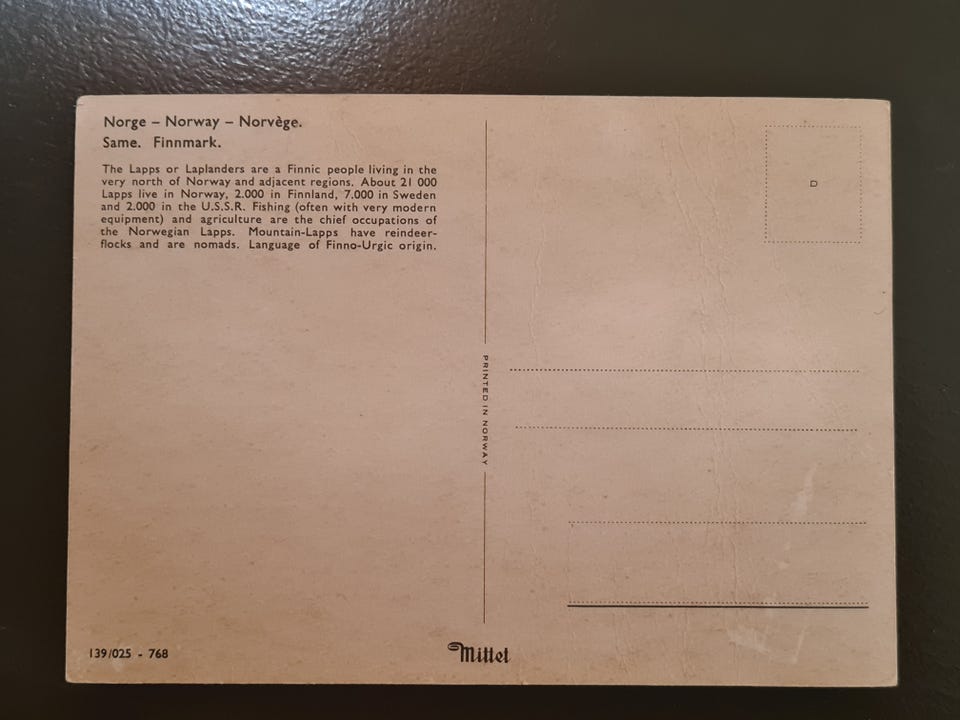 Norge – Norway – Norvège.
Same. Finnmark.
The Lapps or Laplanders are a Finnic people living in the
very north of Norway and adjacent regions. About 21 000
Lapps live in Norway, 2.000 in Finnland, 7.000 in Sweden
and 2.000 in the U.S.S.R. Fishing (often with very modern
equipment) and agriculture are the chief occupations of
the Norwegian Lapps. Mountain-Lapps have reindeer-
flocks and are nomads. Language of Finno-Urgic origin.
D
PRINTED IN NORWAY
139/025 - 768
Mittet